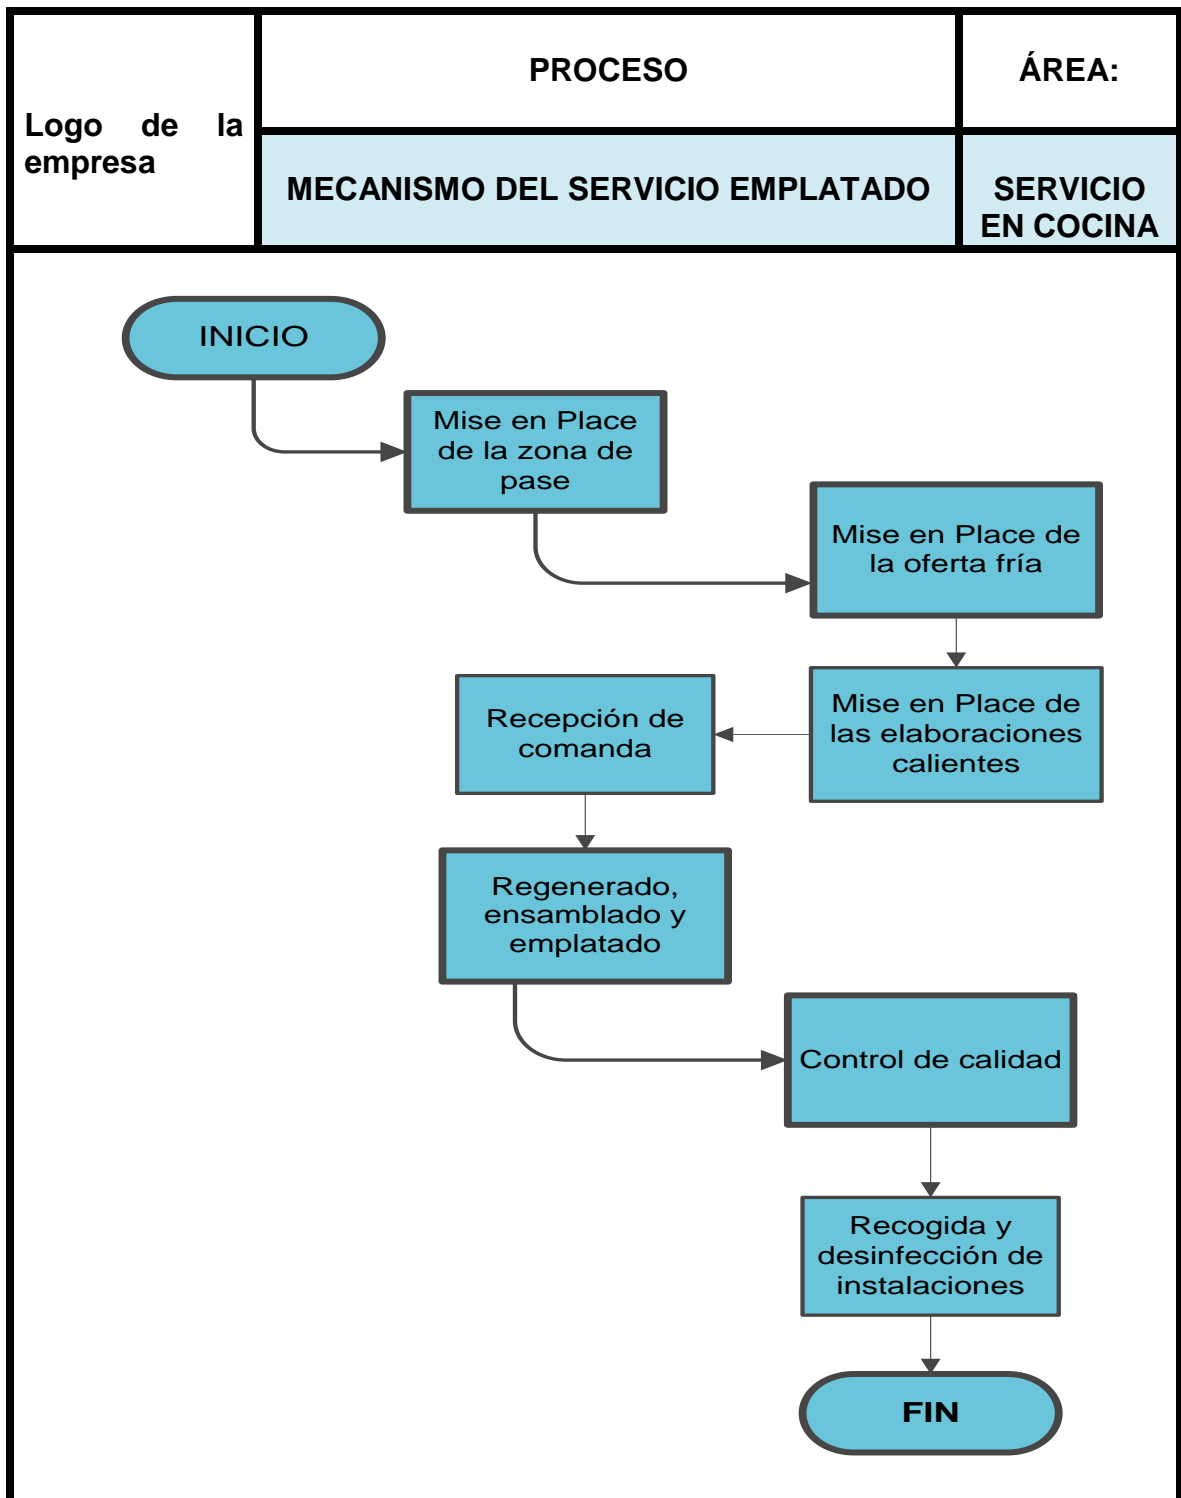 PROCESO
ÁREA:
Logo de la
empresa
MECANISMO DEL SERVICIO EMPLATADO
SERVICIO
EN COCINA
INICIO
Mise en Place
de la zona de
pase
Mise en Place de
la oferta fría
Mise en Place de
las elaboraciones
calientes
Recepción de
comanda
Regenerado,
ensamblado y
emplatado
Control de calidad
Recogida y
desinfección de
instalaciones
FIN